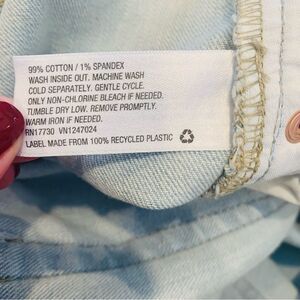 99% COTTON / 1% SPANDEX
WASH INSIDE OUT. MACHINE WASH
COLD SEPARATELY. GENTLE CYCLE.
ONLY NON-CHLORINE BLEACH IF NEEDED.
TUMBLE DRY LOW. REMOVE PROMPTLY.
WARM IRON IF NEEDED.
RN17730 VN1247024
LABEL MADE FROM 100% RECYCLED PLASTIC